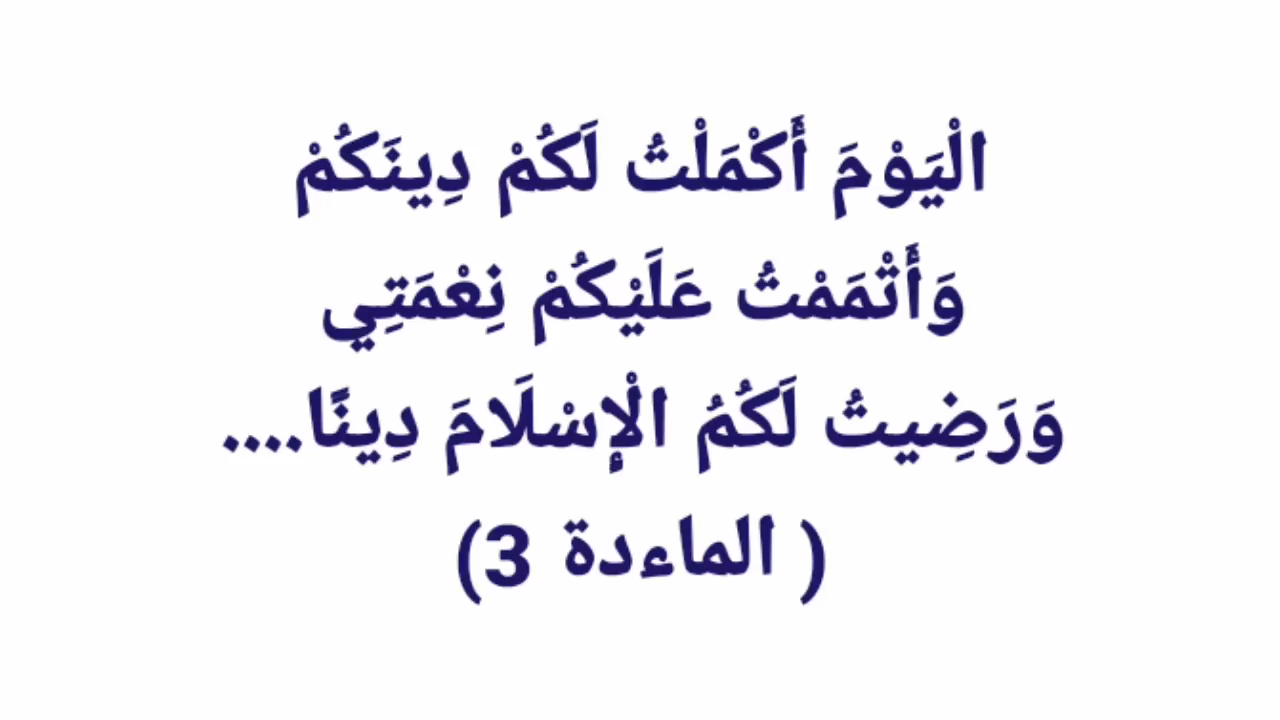 الْيَوْمَ أَكْمَلْتُ لَكُمْ دِينَكُمْ
وَأَتْمَمْتُ عَلَيْكُمْ نِعْمَتِي
وَرَضِيتُ لَكُمُ الْإِسْلَامَ دِينًا....
( الماءدة 3)